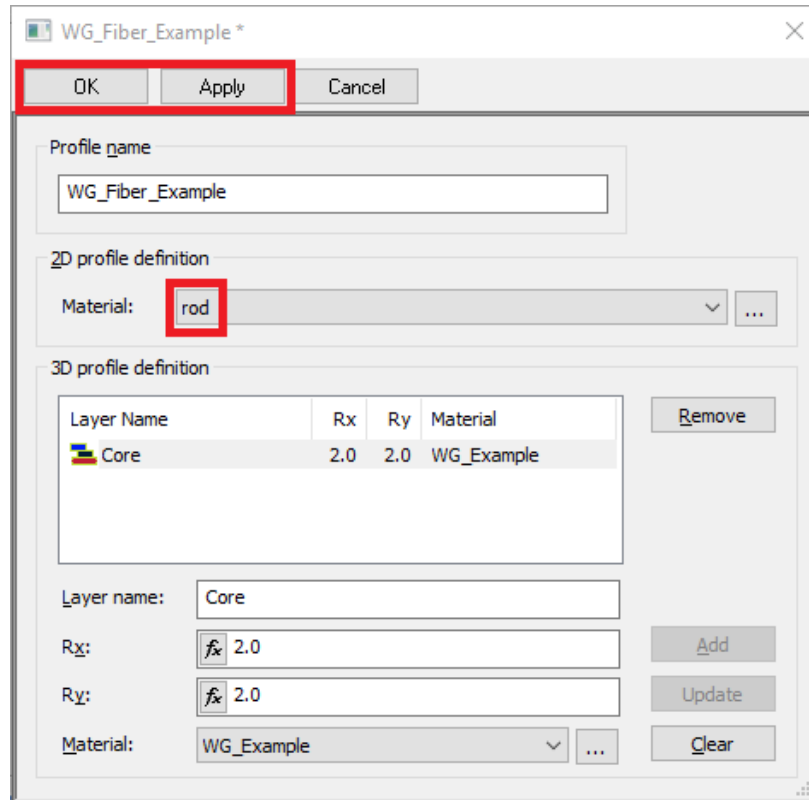 WG_Fiber_Example *
OK Apply Cancel
Profile name
WG_Fiber_Example
2D profile definition
Material: rod ...
3D profile definition
Layer Name Rx Ry Material
Core 2.0 2.0 WG_Example
Remove
Layer name: Core
Rx: fx 2.0 Add
Ry: fx 2.0 Update
Material: WG_Example ... Clear